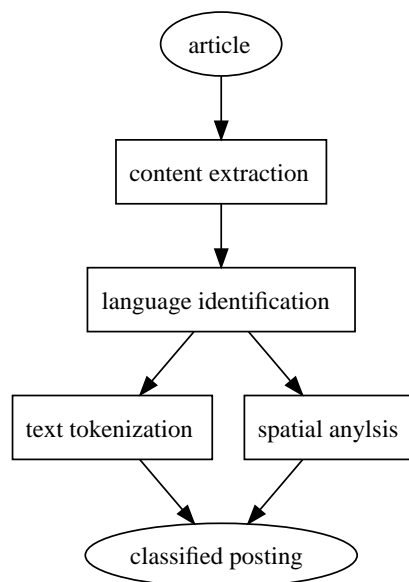 article
content extraction
language identification
text tokenization
spatial anylsis
classified posting